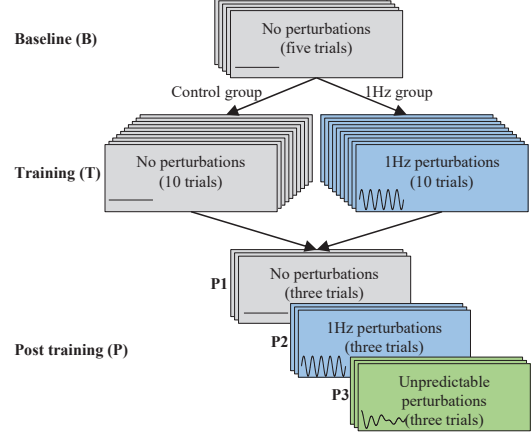 Baseline (B)
No perturbations
(five trials)
Control group
1Hz group
Training (T)
No perturbations
(10 trials)
1Hz perturbations
(10 trials)
Post training (P)
P1
No perturbations
(three trials)
P2
1Hz perturbations
(three trials)
P3
Unpredictable
perturbations
(three trials)